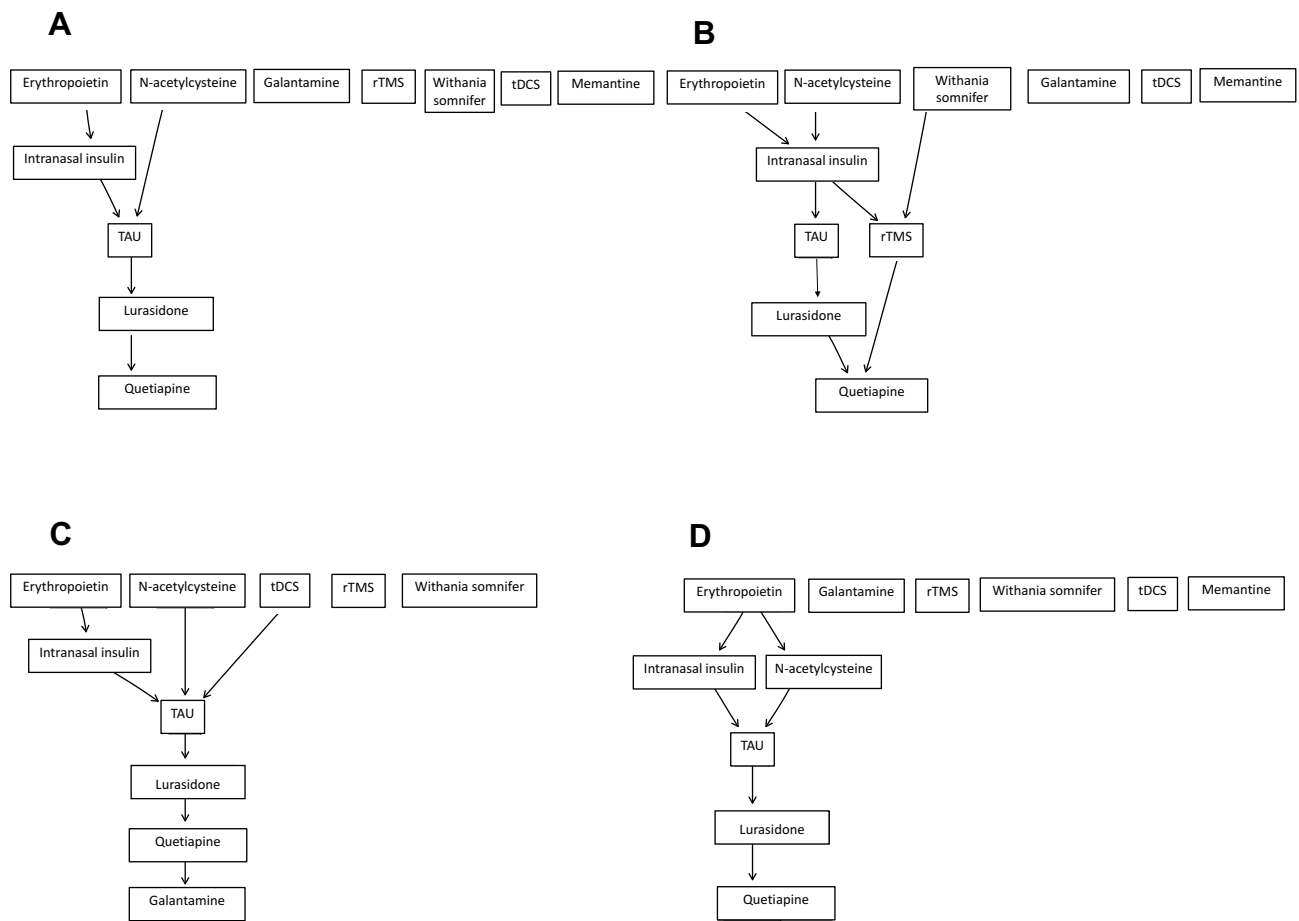 A
B
Erythropoietin
N-acetylcysteine
Galantamine
rTMS
Withania
somnifer
tDCS
Memantine
Intranasal insulin
TAU
Lurasidone
Quetiapine
Erythropoietin
N-acetylcysteine
Withania
somnifer
Galantamine
tDCS
Memantine
Intranasal insulin
TAU
rTMS
Lurasidone
Quetiapine
C
D
Erythropoietin
N-acetylcysteine
tDCS
rTMS
Withania somnifer
Intranasal insulin
TAU
Lurasidone
Quetiapine
Galantamine
Erythropoietin
Galantamine
rTMS
Withania somnifer
tDCS
Memantine
Intranasal insulin
N-acetylcysteine
TAU
Lurasidone
Quetiapine